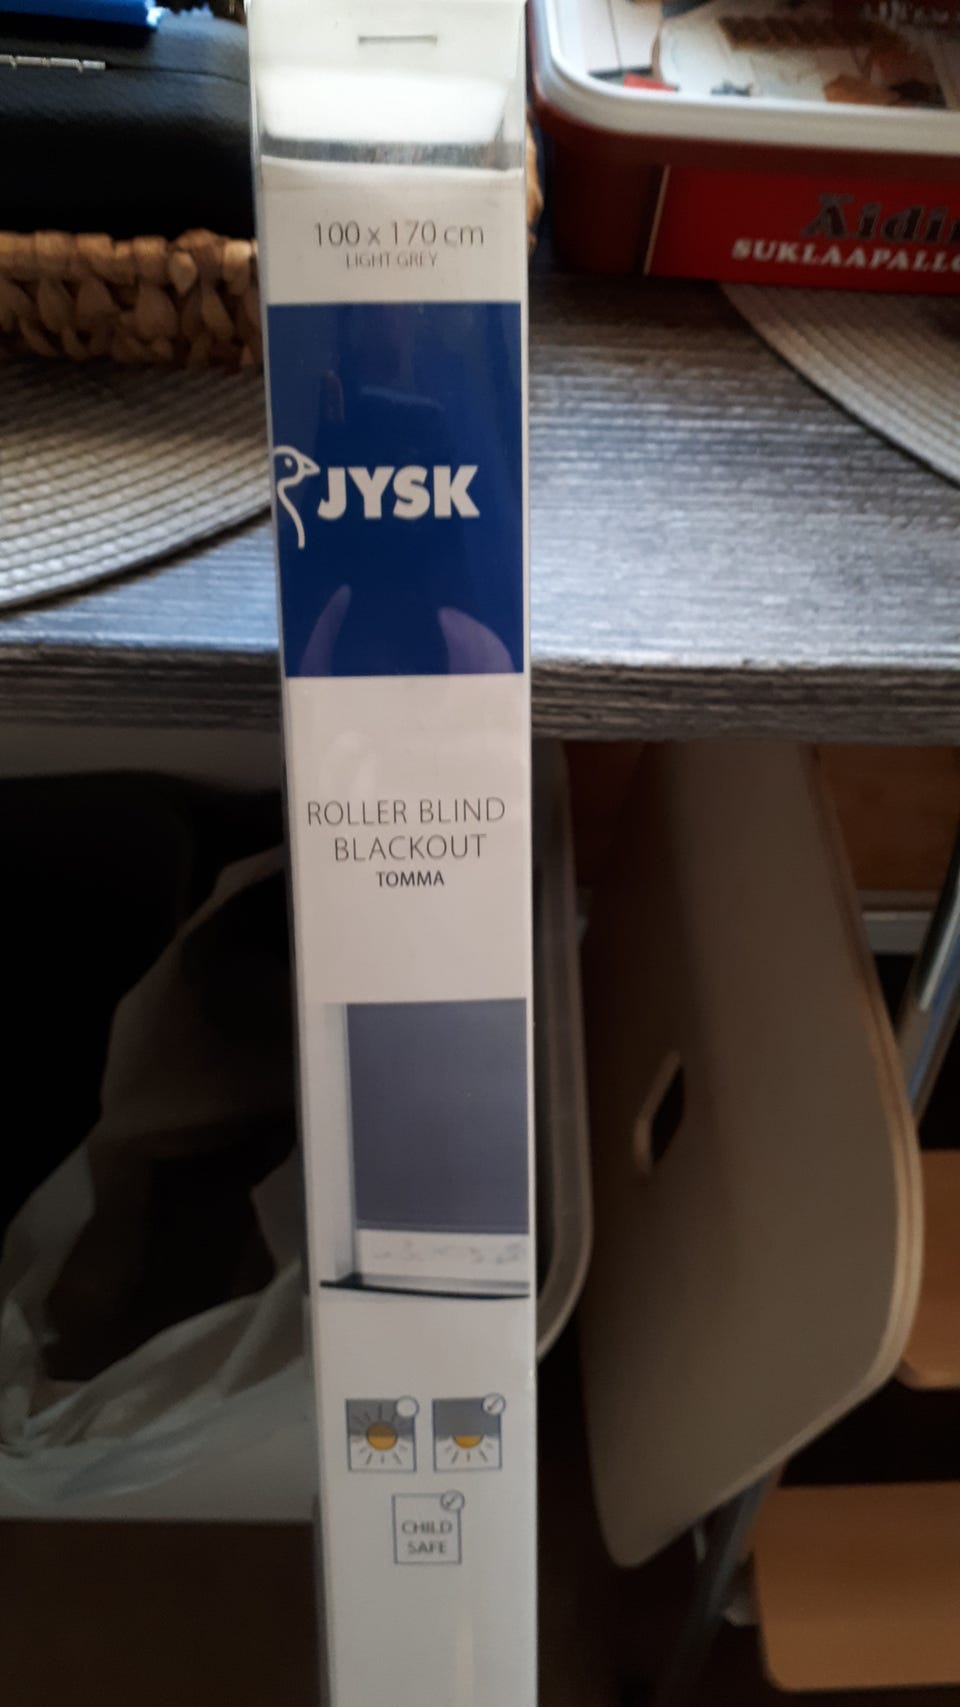 100 x 170 cm
LIGHT GREY
JYSK
ROLLER BLIND
BLACKOUT
TOMMA
CHILD
SAFE
SUKLAAPALL